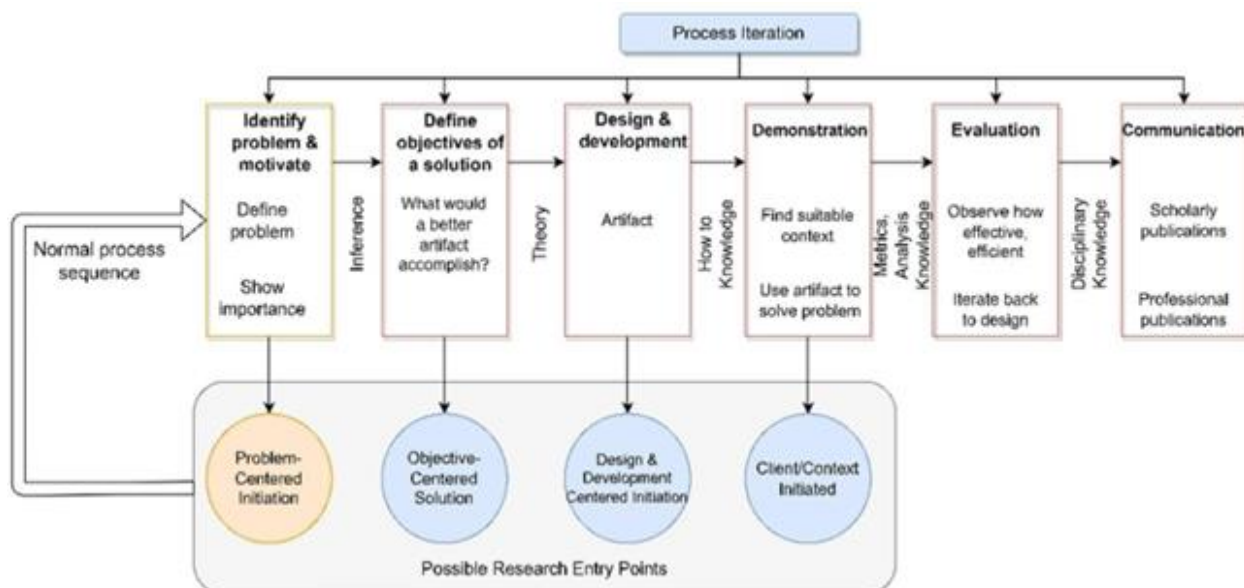 Process Iteration
Identify
problem &
motivate
Define
problem
Show
importance
Inference
Define
objectives of
a solution
What would
a better
artifact
accomplish?
Theory
Design &
development
Artifact
How to
Knowledge
Demonstration
Find suitable
context
Use artifact to
solve problem
Metrics,
Analysis
Knowledge
Evaluation
Observe how
effective,
efficient
Iterate back
to design
Disciplinary
Knowledge
Communication
Scholarly
publications
Professional
publications
Normal process
sequence
Problem-
Centered
Initiation
Objective-
Centered
Solution
Design &
Development
Centered Initiation
Client/Context
Initiated
Possible Research Entry Points